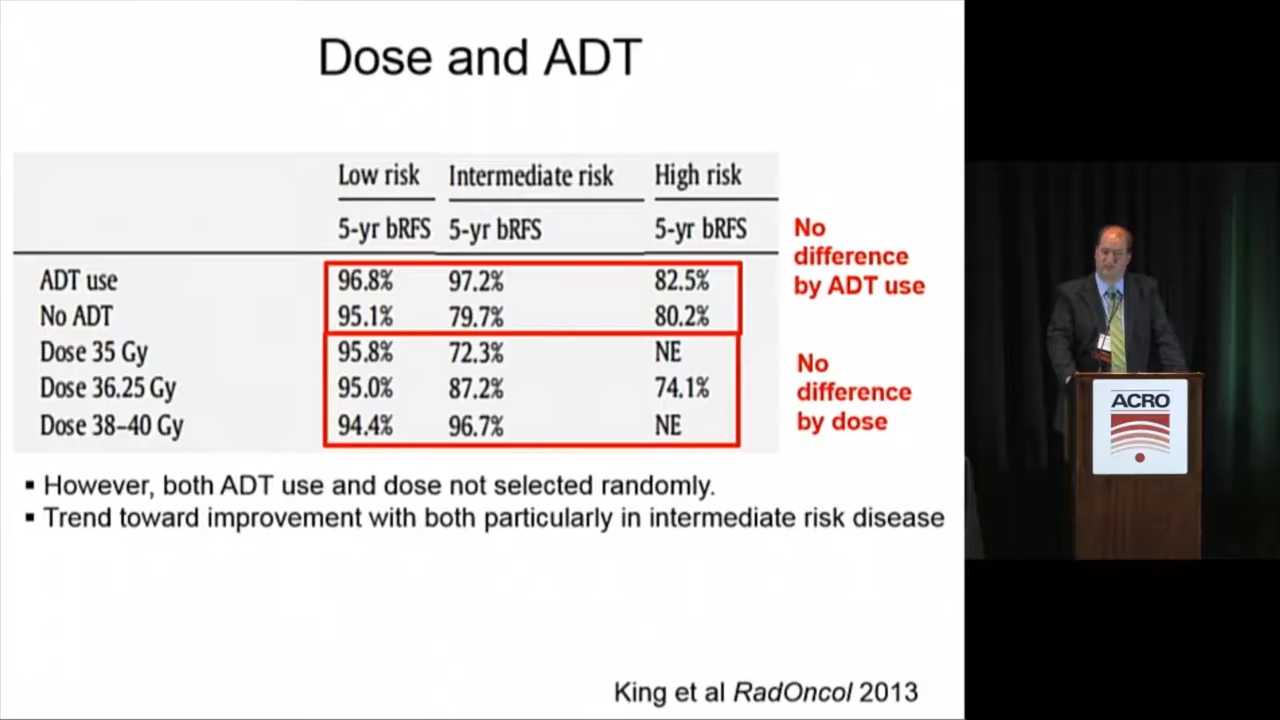 Dose and ADT
Low risk Intermediate risk High risk
5-yr bRFS 5-yr bRFS 5-yr bRFS
ADT use 96.8% 97.2% 82.5%
No ADT 95.1% 79.7% 80.2%
Dose 35 Gy 95.8% 72.3% NE
Dose 36.25 Gy 95.0% 87.2% 74.1%
Dose 38–40 Gy 94.4% 96.7% NE
No
difference
by ADT use
No
difference
by dose
▪ However, both ADT use and dose not selected randomly.
▪ Trend toward improvement with both particularly in intermediate risk disease
King et al RadOncol 2013
ACRO